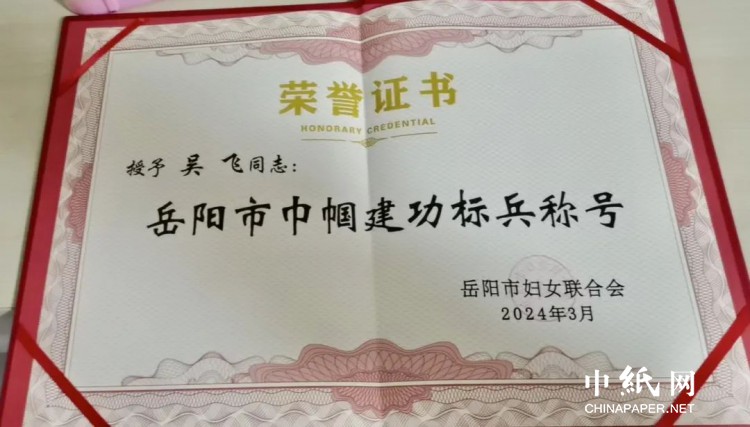 荣誉证书
HONORARY CREDENTIAL
授予 吴 飞同志：
岳阳市巾帼建功标兵称号
岳阳市妇女联合会
2024年3月
中紙网
CHINAPAPER.NET